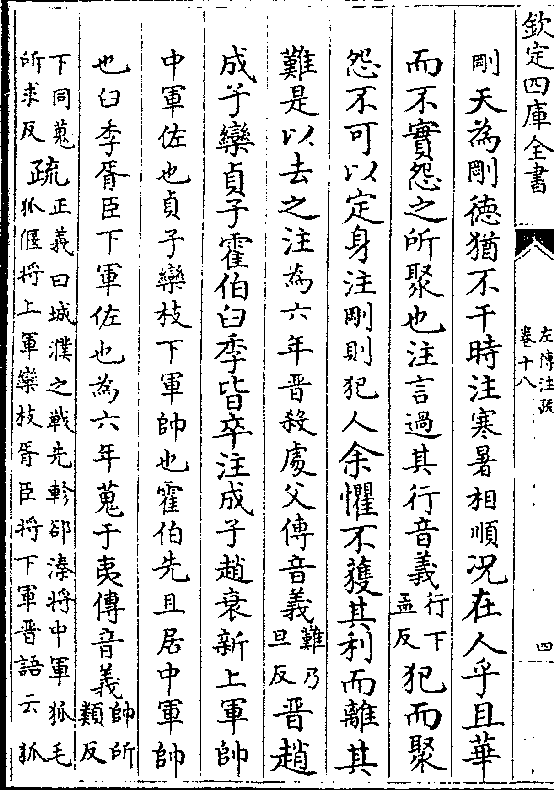 欽定四庫全書
左傳注疏
卷十八
四
剛天為剛德猶不干時注寒暑相順况在人乎且華
而不實怨之所聚也注言過其行音義行下孟反犯而聚
怨不可以定身注剛則犯人余懼不獲其利而離其
難是以去之注為六年晋殺處父傳音義難乃旦反晋趙
成子欒貞子霍伯臼季皆卒注成子趙衰新上軍帥
中軍佐也貞子欒枝下軍帥也霍伯先且居中軍帥
也臼季胥臣下軍佐也為六年蒐于夷傳音義帥所類反
下同蒐所求反疏正義曰城濮之戰先軫郤溱將中軍狐毛狐偃將上軍欒枝胥臣將下軍晋語云狐